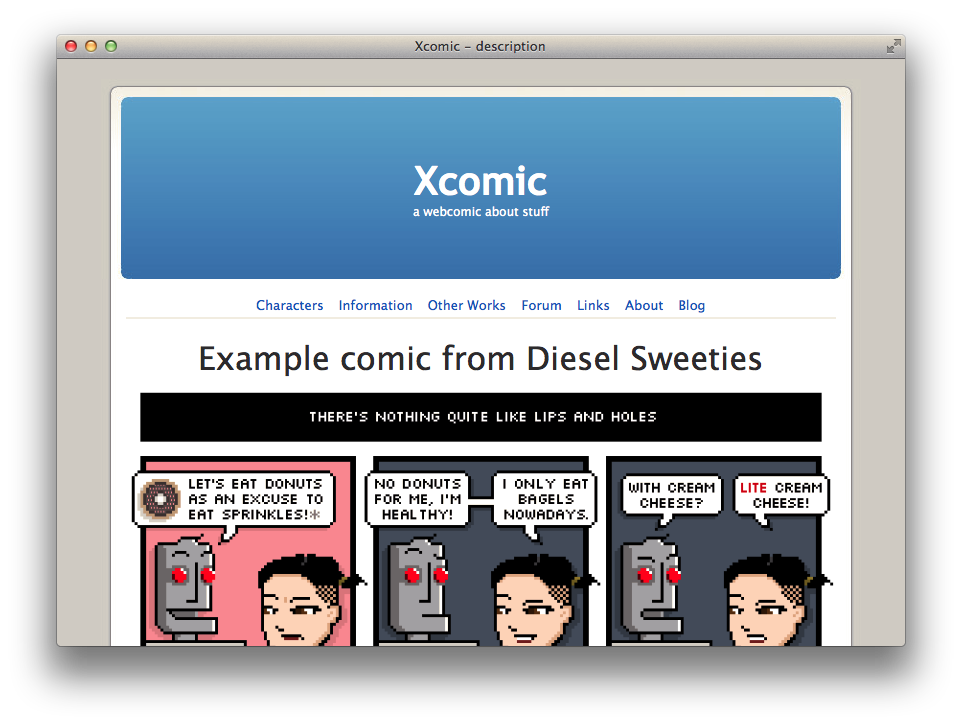 Xcomic – description
Xcomic
a webcomic about stuff
Characters Information Other Works Forum Links About Blog
Example comic from Diesel Sweeties
THERE'S NOTHING QUITE LIKE LIPS AND HOLES
LET'S EAT DONUTS
AS AN EXCUSE TO
EAT SPRINKLES!*
NO DONUTS
FOR ME, I'M
HEALTHY!
I ONLY EAT
BAGELS
NOWADAYS.
WITH CREAM
CHEESE?
LITE CREAM
CHEESE!